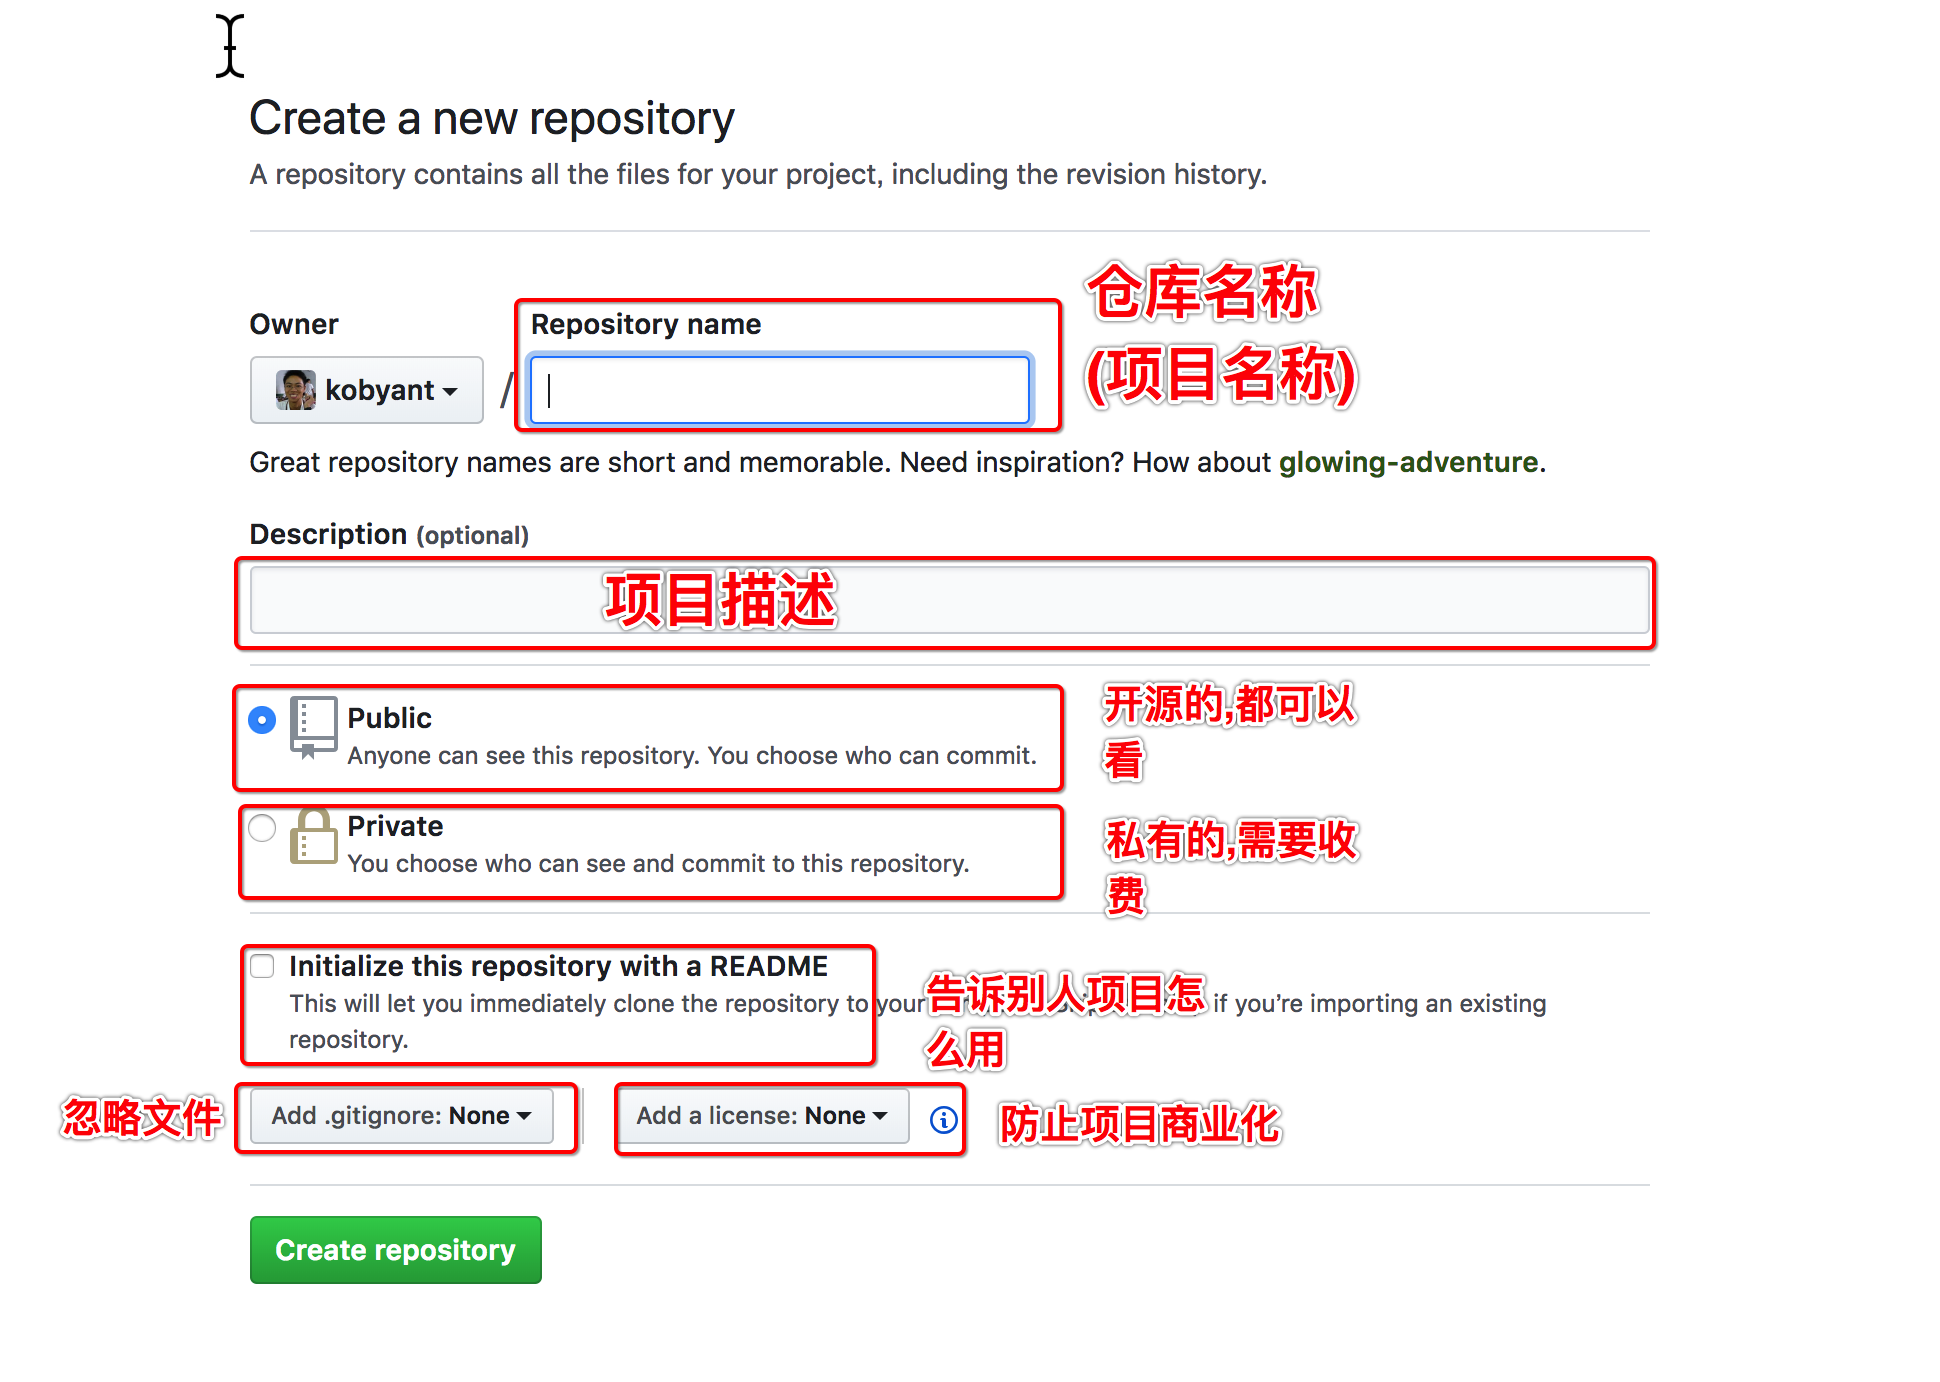 Create a new repository
A repository contains all the files for your project, including the revision history.
Owner
Repository name
仓库名称
(项目名称)
kobyant
/
Great repository names are short and memorable. Need inspiration? How about glowing-adventure.
Description (optional)
项目描述
Public
Anyone can see this repository. You choose who can commit.
开源的,都可以
看
Private
You choose who can see and commit to this repository.
私有的,需要收
费
Initialize this repository with a README
This will let you immediately clone the repository to your if you’re importing an existing
repository.
告诉别人项目怎
么用
忽略文件
Add .gitignore: None
Add a license: None
防止项目商业化
Create repository